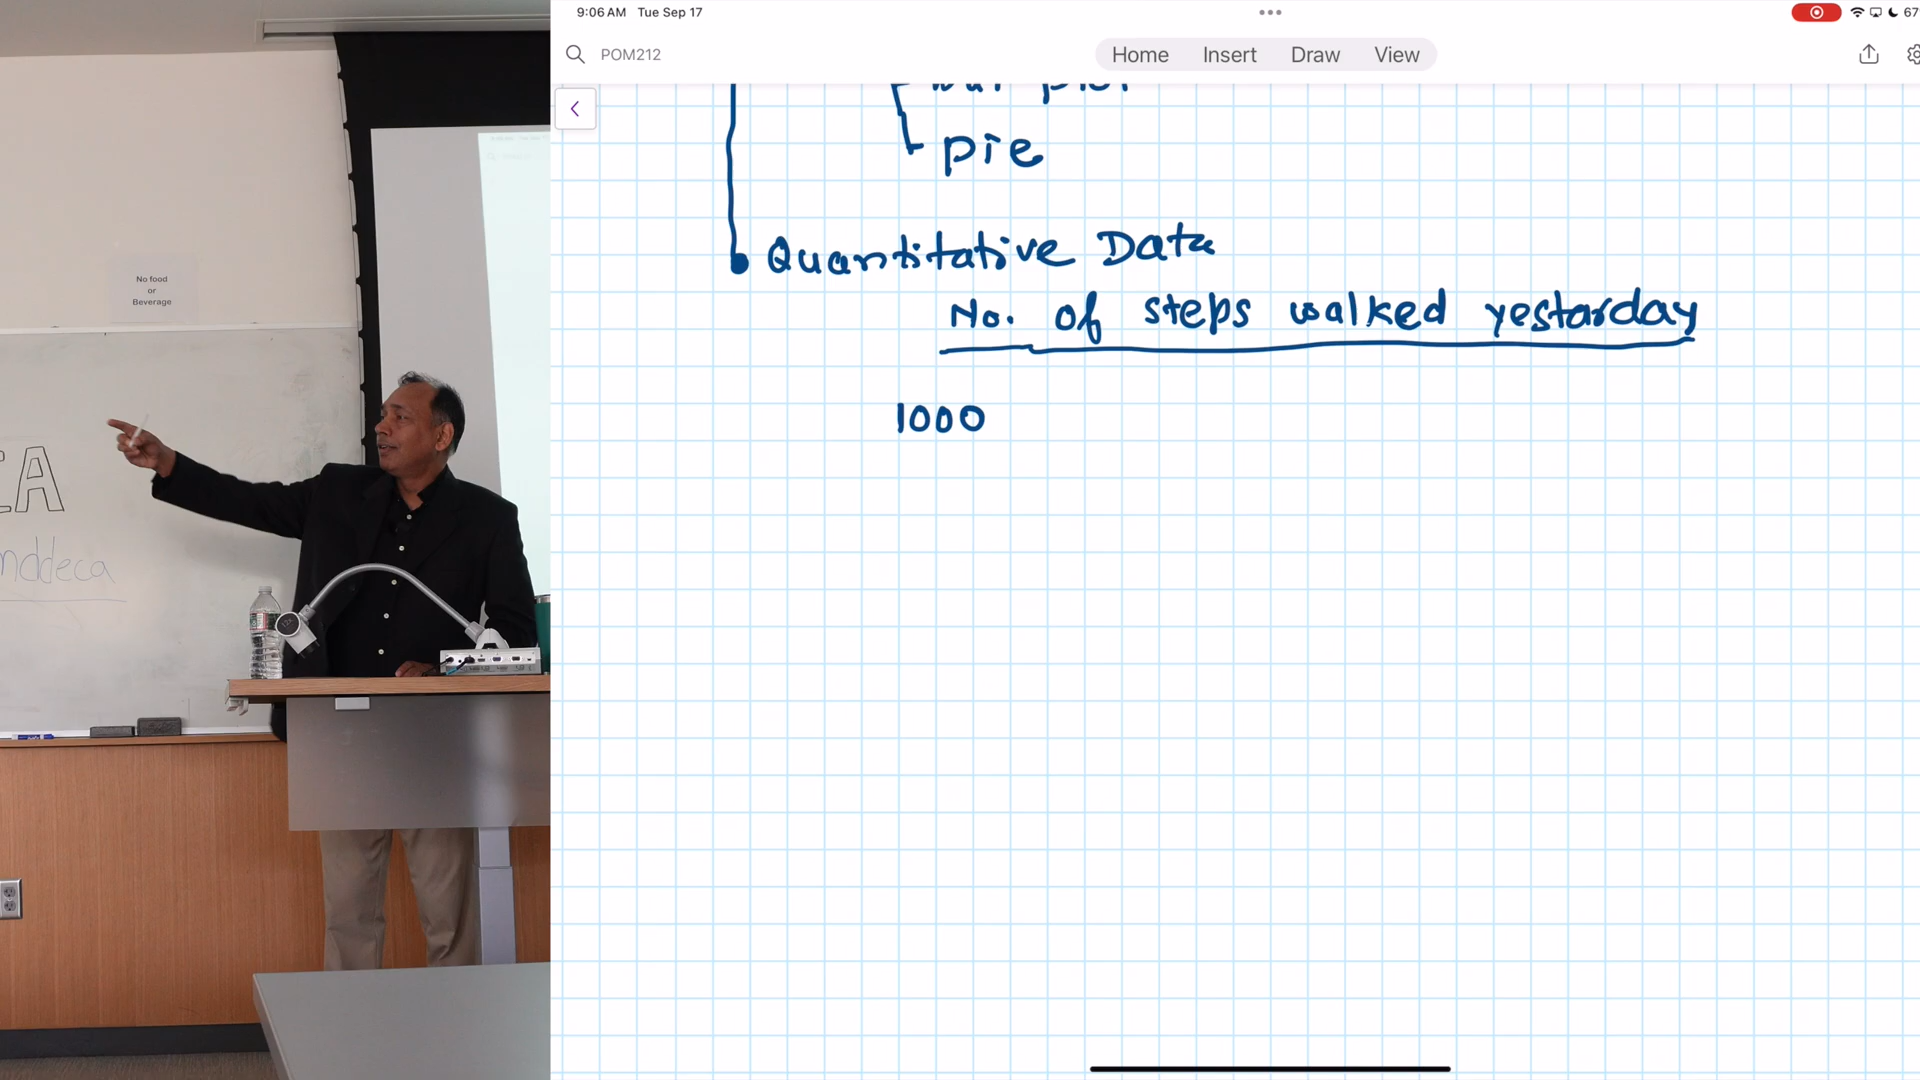 9:06 AM Tue Sep 17
POM212
Home Insert Draw View
67
pie
Quantitative Data
No. of steps walked yestarday
1000
No food
or
Beverage